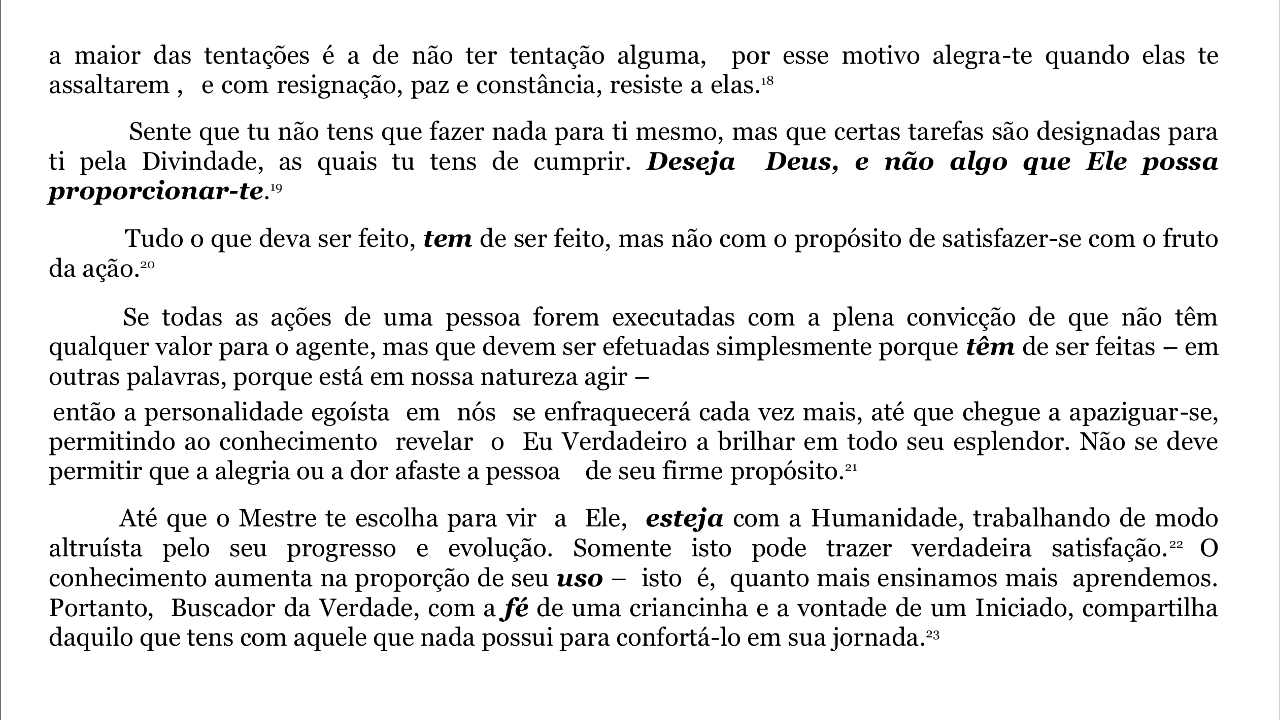 a maior das tentações é a de não ter tentação alguma, por esse motivo alegra-te quando elas te
assaltarem , e com resignação, paz e constância, resiste a elas.¹⁸
Sente que tu não tens que fazer nada para ti mesmo, mas que certas tarefas são designadas para
ti pela Divindade, as quais tu tens de cumprir. Deseja Deus, e não algo que Ele possa
proporcionar-te.¹⁹
Tudo o que deva ser feito, tem de ser feito, mas não com o propósito de satisfazer-se com o fruto
da ação.²⁰
Se todas as ações de uma pessoa forem executadas com a plena convicção de que não têm
qualquer valor para o agente, mas que devem ser efetuadas simplesmente porque têm de ser feitas – em
outras palavras, porque está em nossa natureza agir –
então a personalidade egoísta em nós se enfraquecerá cada vez mais, até que chegue a apaziguar-se,
permitindo ao conhecimento revelar o Eu Verdadeiro a brilhar em todo seu esplendor. Não se deve
permitir que a alegria ou a dor afaste a pessoa de seu firme propósito.²¹
Até que o Mestre te escolha para vir a Ele, esteja com a Humanidade, trabalhando de modo
altruísta pelo seu progresso e evolução. Somente isto pode trazer verdadeira satisfação.²² O
conhecimento aumenta na proporção de seu uso – isto é, quanto mais ensinamos mais aprendemos.
Portanto, Buscador da Verdade, com a fé de uma criancinha e a vontade de um Iniciado, compartilha
daquilo que tens com aquele que nada possui para confortá-lo em sua jornada.²³